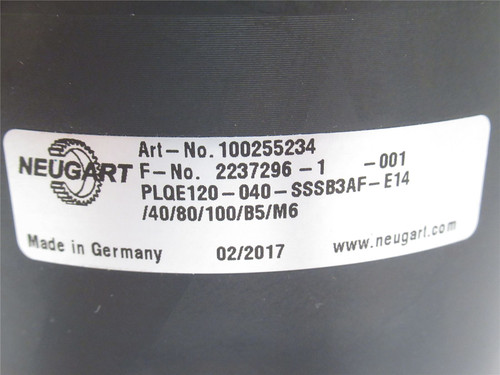 NEUGART
Art-No. 100255234
F-No. 2237296-1 -001
PLQE120-040-SSSB3AF-E14
/40/80/100/B5/M6
Made in Germany 02/2017 www.neugart.com